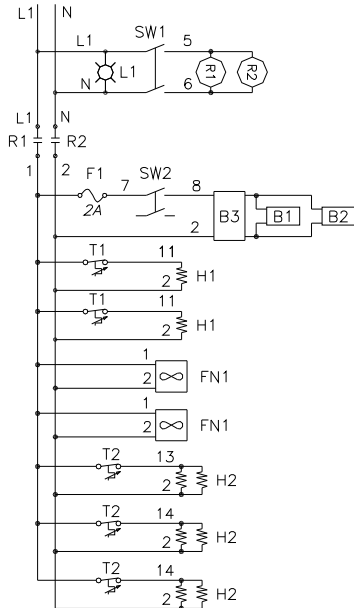 L1 N
SW1
L1 5
N L1 R1 R2
6
L1 N
R1 R2
1 2
F1 SW2
7 8
2A
B3 B1 B2
2
T1 11
2 H1
T1 11
2 H1
1
2 FN1
1
2 FN1
T2 13
2 H2
T2 14
2 H2
T2 14
2 H2